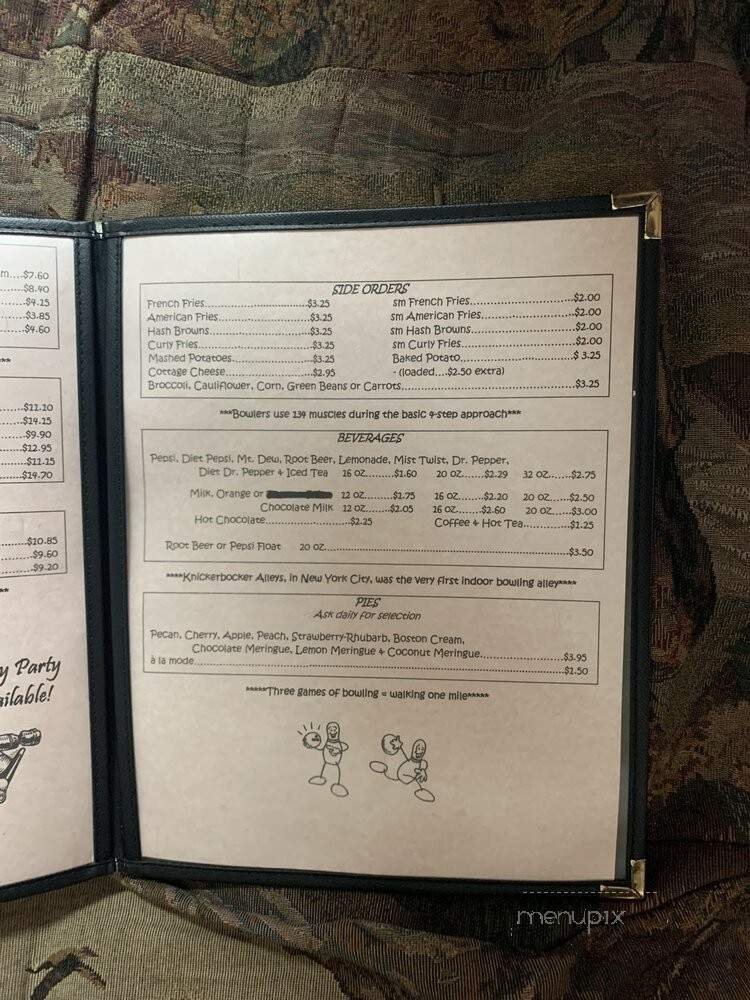 m....$7.60
...$8.40
...$4.25
...$3.85
...$4.60
***
...$11.20
...$14.25
...$9.90
...$12.95
...$11.25
...$14.70
...$10.85
...$9.60
...$9.20
**
y Party
ailable!
SIDE ORDERS
French Fries...$3.25 sm French Fries...$2.00
American Fries...$3.25 sm American Fries...$2.00
Hash Browns...$3.25 sm Hash Browns...$2.00
Curly Fries...$3.25 sm Curly Fries...$2.00
Mashed Potatoes...$3.25 Baked Potato...$ 3.25
Cottage Cheese...$2.95 - (loaded....$2.50 extra)
Broccoli, Cauliflower, Corn, Green Beans or Carrots...$3.25
***Bowlers use 134 muscles during the basic 4-step approach***
BEVERAGES
Pepsi, Diet Pepsi, Mt. Dew, Root Beer, Lemonade, Mist Twist, Dr. Pepper,
Diet Dr. Pepper & Iced Tea 16 oz...$1.60 20 oz...$2.29 32 oz...$2.75
Milk, Orange or 12 oz...$1.75 16 oz...$2.20 20 oz...$2.50
Chocolate Milk 12 oz...$2.05 16 oz...$2.60 20 oz...$3.00
Hot Chocolate...$2.25 Coffee & Hot Tea...$1.25
Root Beer or Pepsi Float 20 oz...$3.50
****Knickerbocker Alleys, in New York City, was the very first indoor bowling alley****
PIES
Ask daily for selection
Pecan, Cherry, Apple, Peach, Strawberry-Rhubarb, Boston Cream,
Chocolate Meringue, Lemon Meringue & Coconut Meringue...$3.95
à la mode...$1.50
*****Three games of bowling = walking one mile*****
menupix